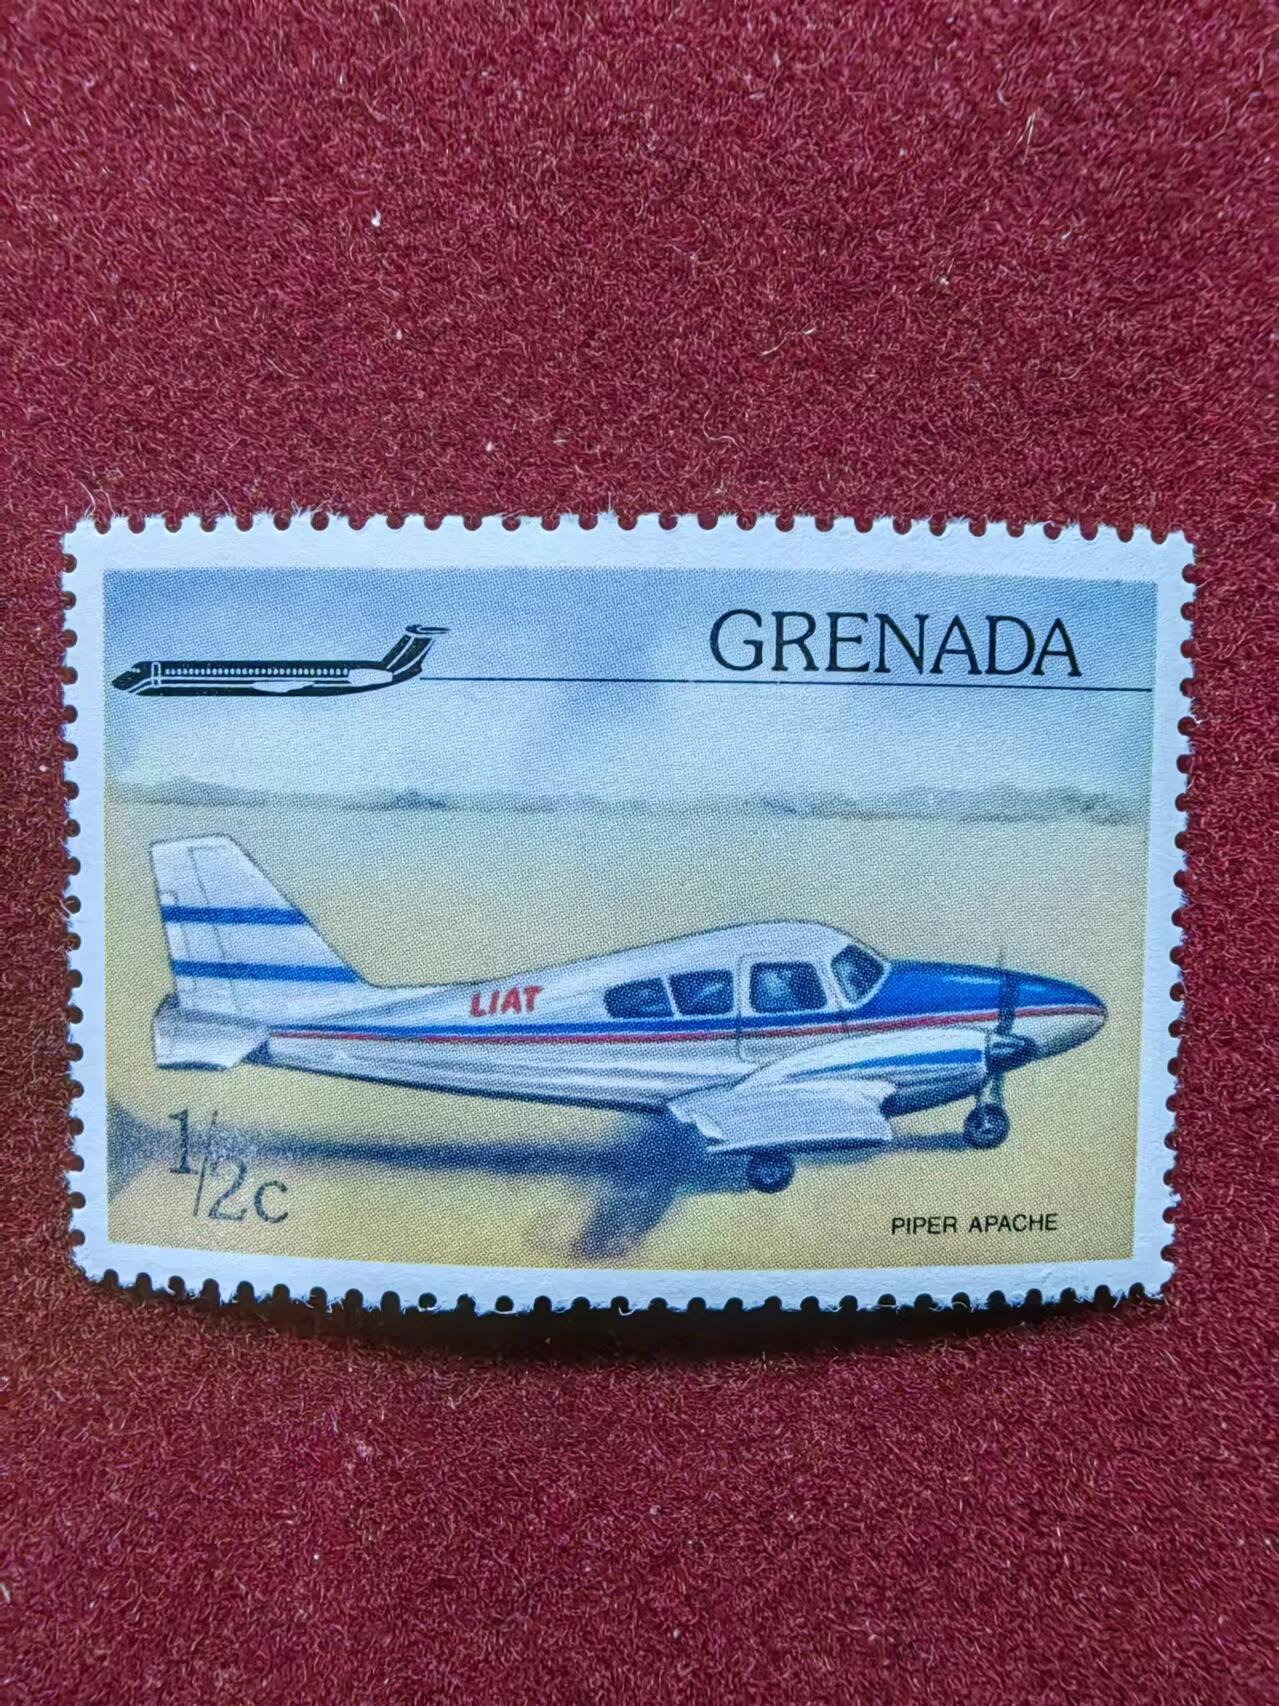 GRENADA
LIAT
1/2c
PIPER APACHE